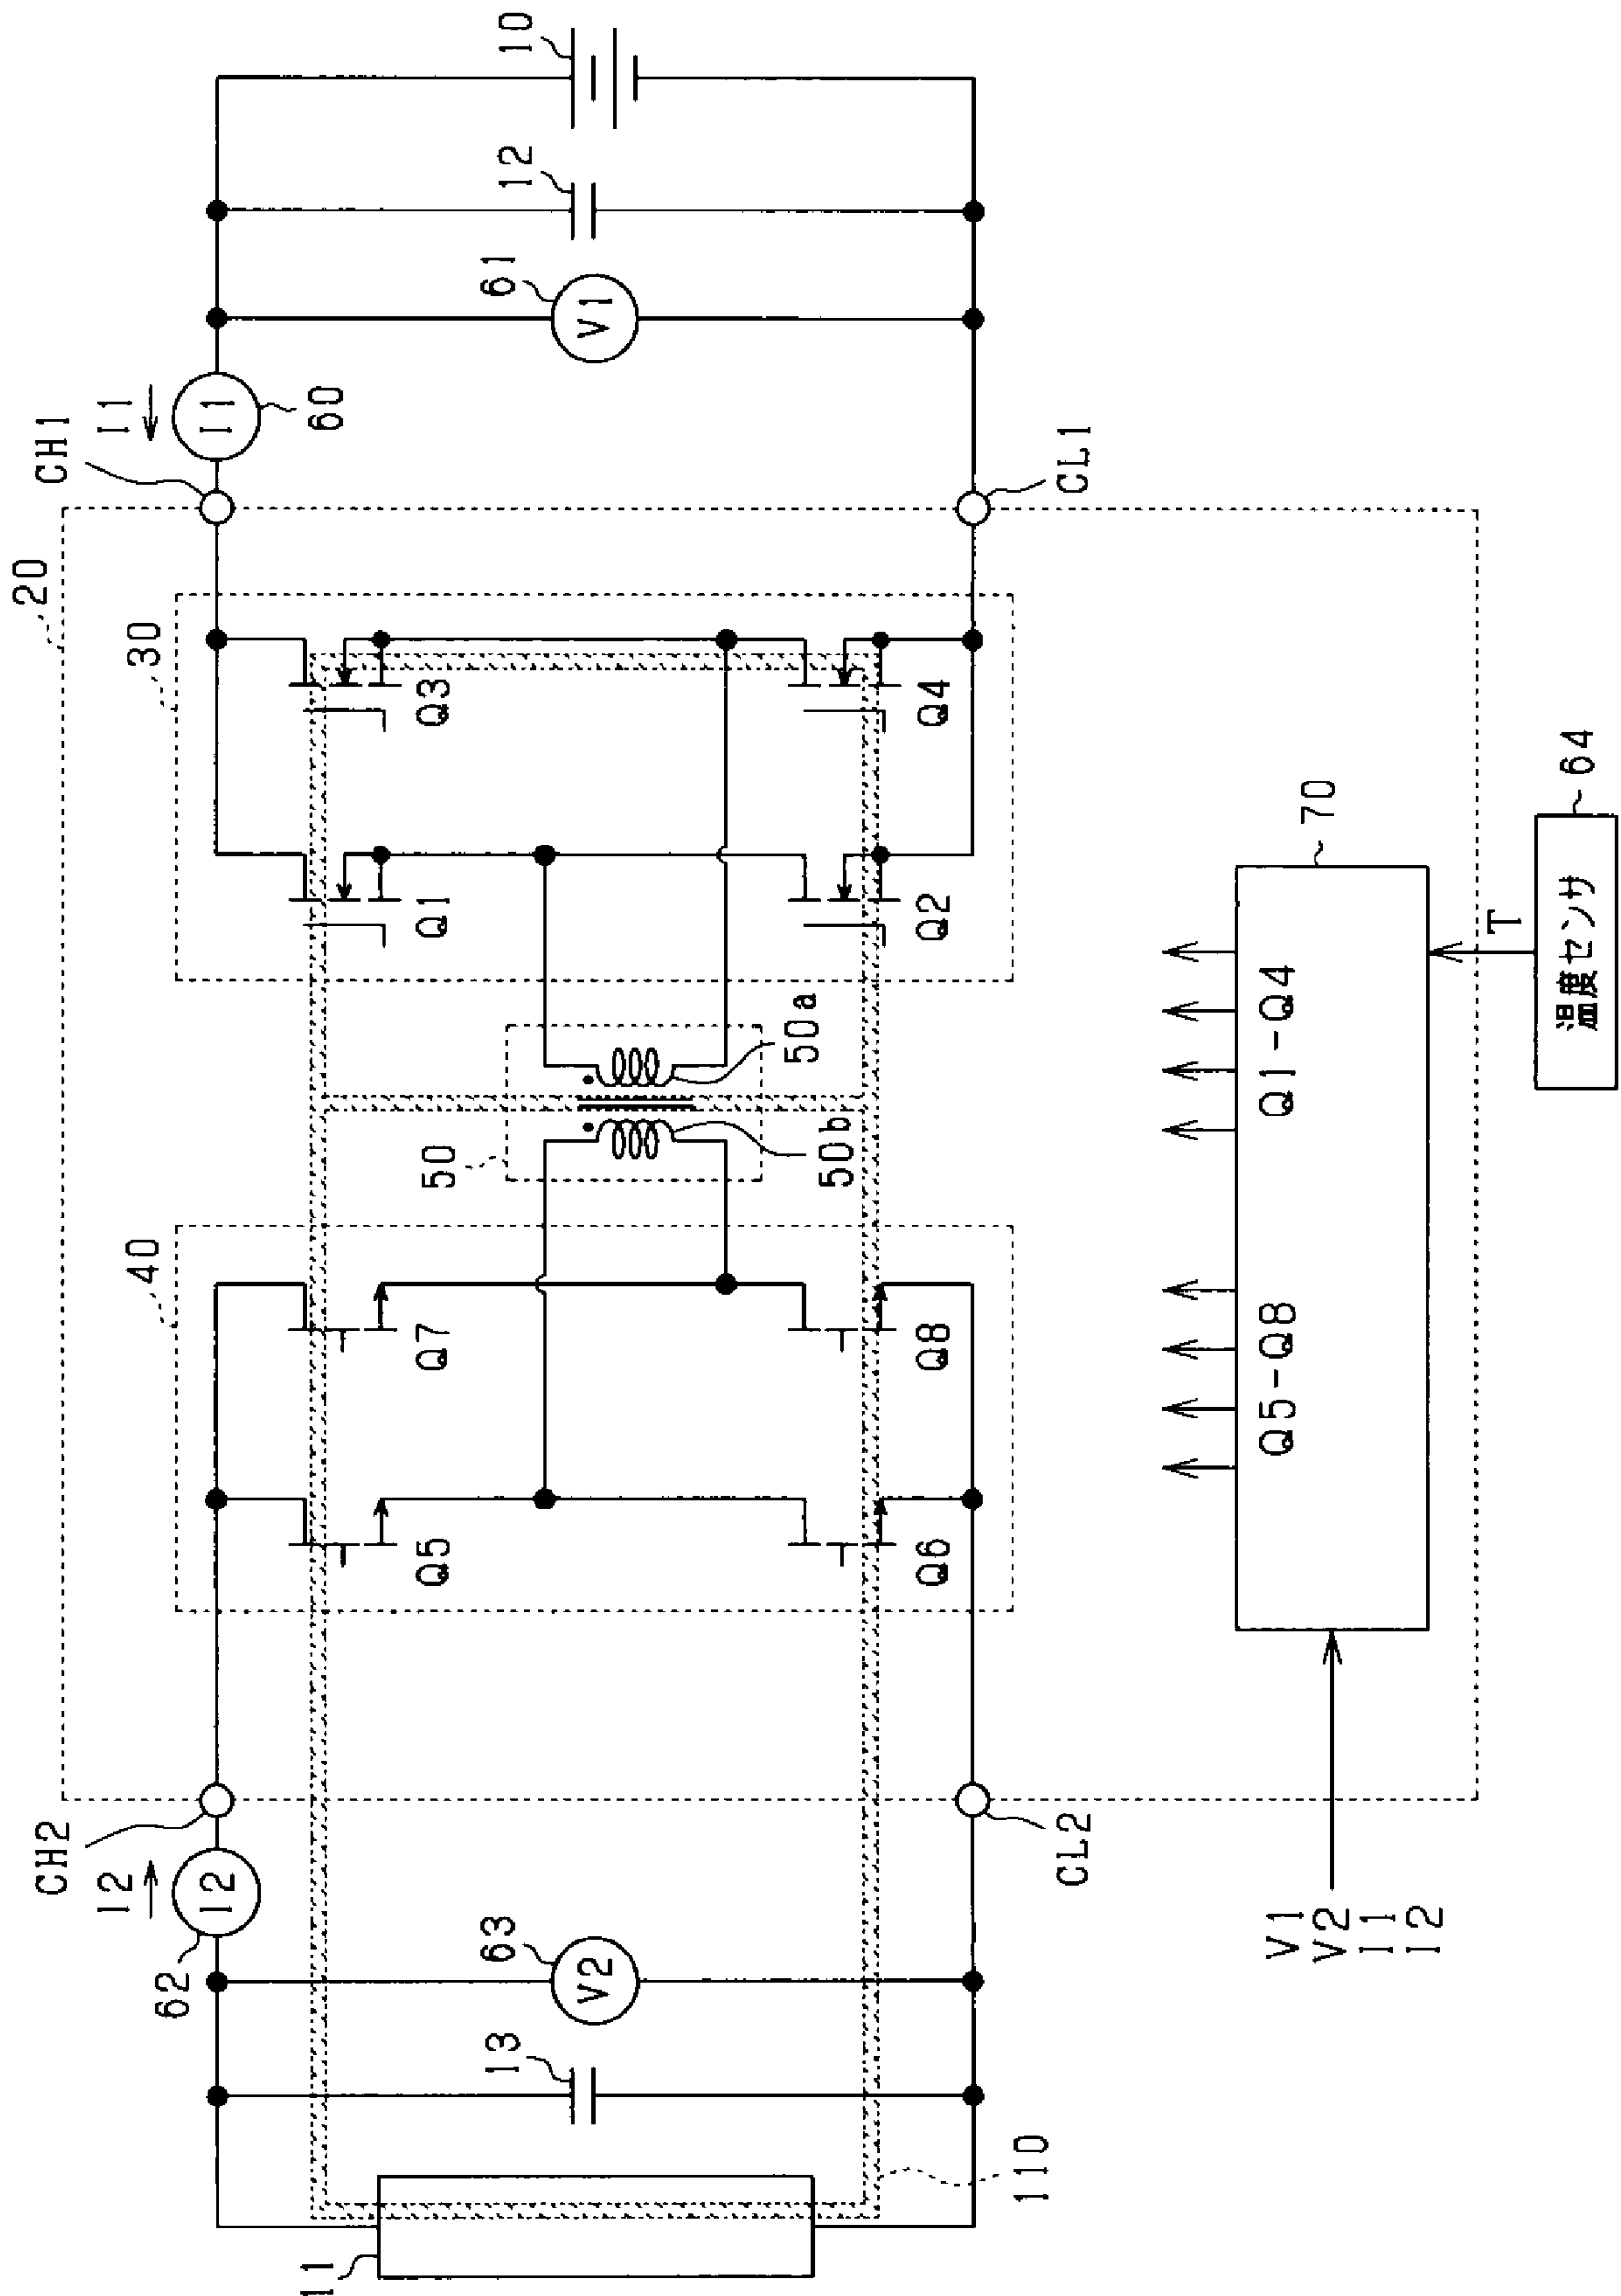 20
CH2
CH1
I2
I1
40
30
62
I2
I1
60
Q5
Q7
Q1
Q3
11
13
63
V2
50
50b
50a
61
V1
12
10
Q6
Q8
Q2
Q4
110
CL2
CL1
V1
V2
I1
I2
Q5-Q8
Q1-Q4
70
T
温度センサ
64